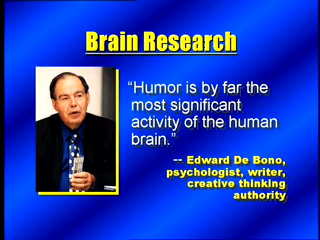 Brain Research
“Humor is by far the
most significant
activity of the human
brain.”
-- Edward De Bono,
psychologist, writer,
creative thinking
authority